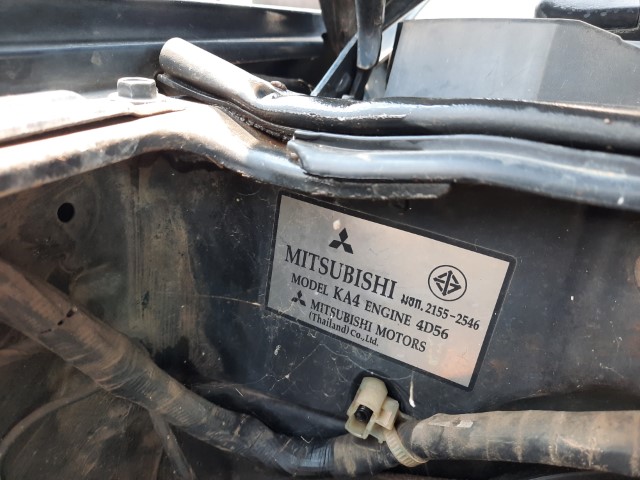 MITSUBISHI
MODEL KA4 ENGINE 4D56
มอก. 2155-2546
MITSUBISHI MOTORS
(Thailand) Co., Ltd.